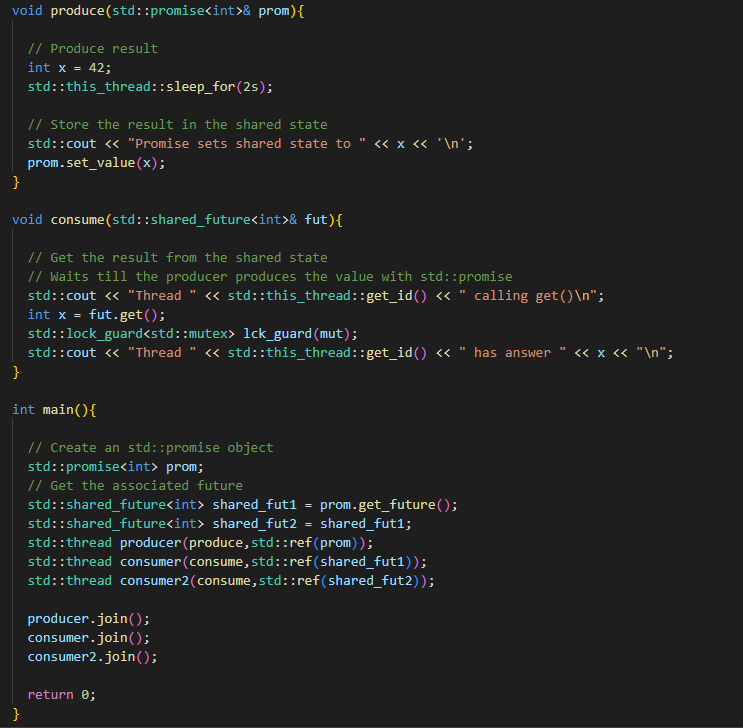 void produce(std::promise<int>& prom){
// Produce result
int x = 42;
std::this_thread::sleep_for(2s);
// Store the result in the shared state
std::cout << "Promise sets shared state to " << x << '\n';
prom.set_value(x);
}
void consume(std::shared_future<int>& fut){
// Get the result from the shared state
// Waits till the producer produces the value with std::promise
std::cout << "Thread " << std::this_thread::get_id() << " calling get()\n";
int x = fut.get();
std::lock_guard<std::mutex> lck_guard(mut);
std::cout << "Thread " << std::this_thread::get_id() << " has answer " << x << "\n";
}
int main(){
// Create an std::promise object
std::promise<int> prom;
// Get the associated future
std::shared_future<int> shared_fut1 = prom.get_future();
std::shared_future<int> shared_fut2 = shared_fut1;
std::thread producer(produce,std::ref(prom));
std::thread consumer(consume,std::ref(shared_fut1));
std::thread consumer2(consume,std::ref(shared_fut2));
producer.join();
consumer.join();
consumer2.join();
return 0;
}